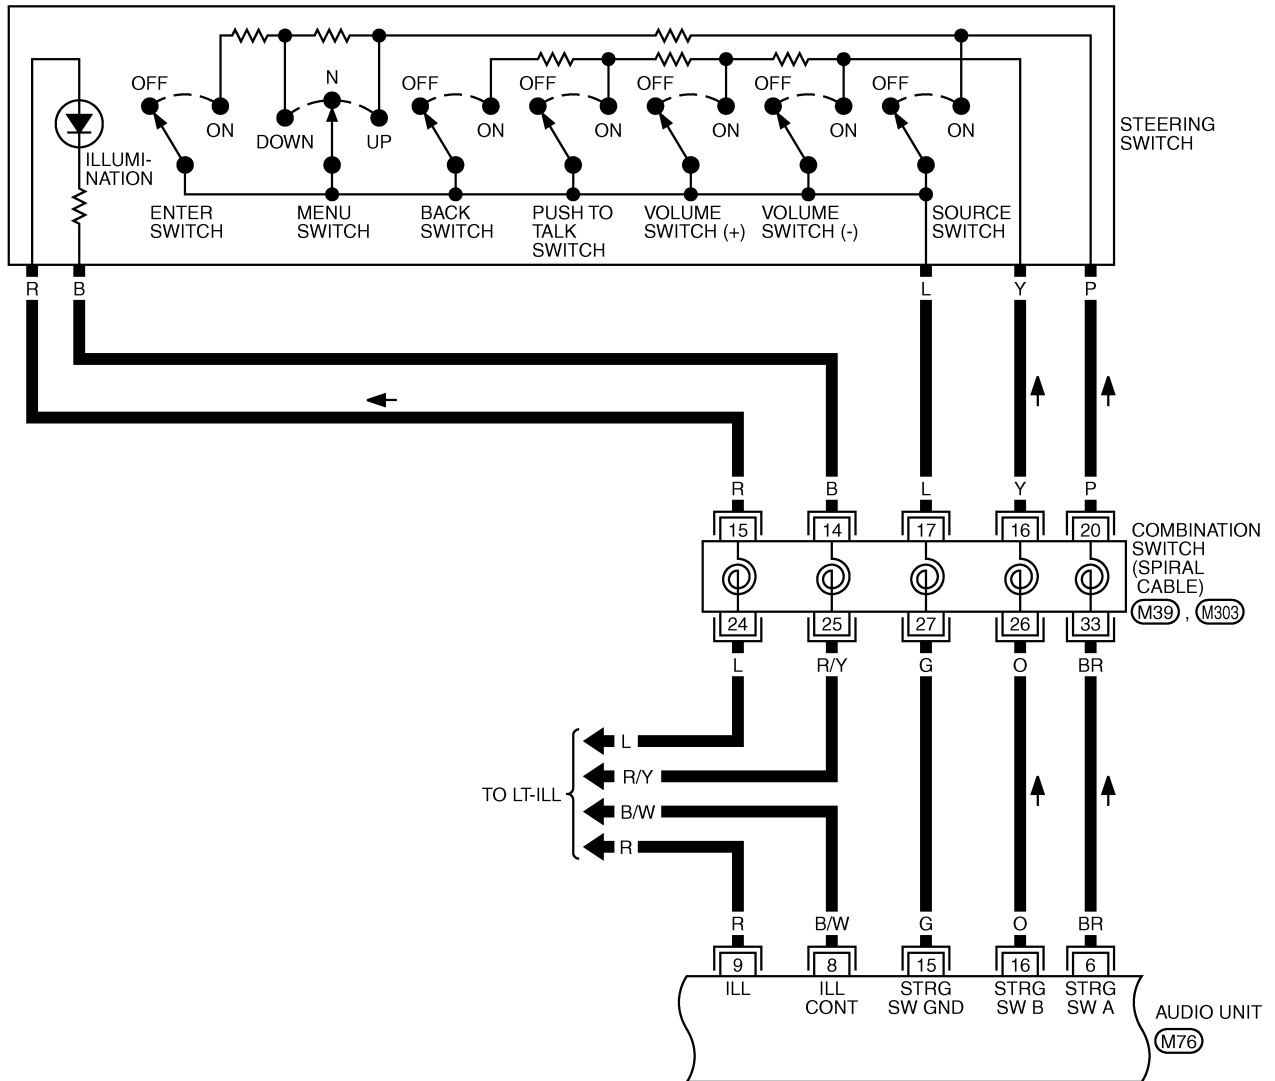 OFF
ON
N
DOWN
UP
OFF
ON
OFF
ON
OFF
ON
OFF
ON
OFF
ON
STEERING
SWITCH
ILLUMI-
NATION
ENTER
SWITCH
MENU
SWITCH
BACK
SWITCH
PUSH TO
TALK
SWITCH
VOLUME
SWITCH (+)
VOLUME
SWITCH (-)
SOURCE
SWITCH
R B L Y P
R B L Y P
15 14 17 16 20
COMBINATION
SWITCH
(SPIRAL
CABLE)
M39 , M303
24 25 27 26 33
L R/Y G O BR
TO LT-ILL
L
R/Y
B/W
R
R B/W G O BR
9 8 15 16 6
ILL
ILL
CONT
STRG
SW GND
STRG
SW B
STRG
SW A
AUDIO UNIT
M76